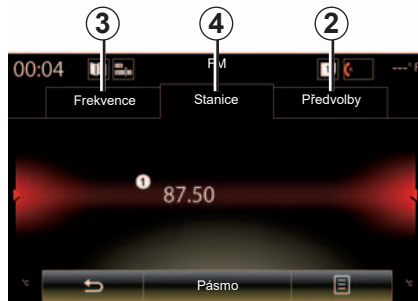 3 4 2
00:04 FM ---°F
Frekvence Stanice Předvolby
1 87.50
°C Pásmo °C